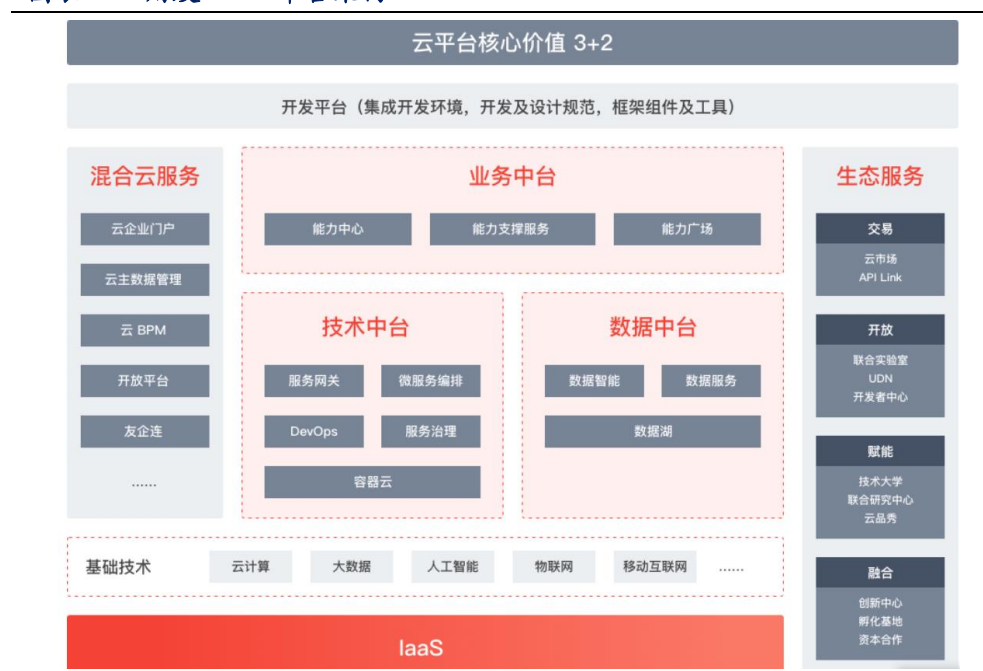 云平台核心价值 3+2
开发平台（集成开发环境，开发及设计规范，框架组件及工具）
混合云服务
云企业门户
云主数据管理
云 BPM
开放平台
友企连
......
业务中台
能力中心
能力支撑服务
能力广场
技术中台
服务网关
微服务编排
DevOps
服务治理
容器云
数据中台
数据智能
数据服务
数据湖
生态服务
交易
云市场
API Link
开放
联合实验室
UDN
开发者中心
赋能
技术大学
联合研究中心
云品秀
融合
创新中心
孵化基地
资本合作
基础技术
云计算
大数据
人工智能
物联网
移动互联网
......
IaaS